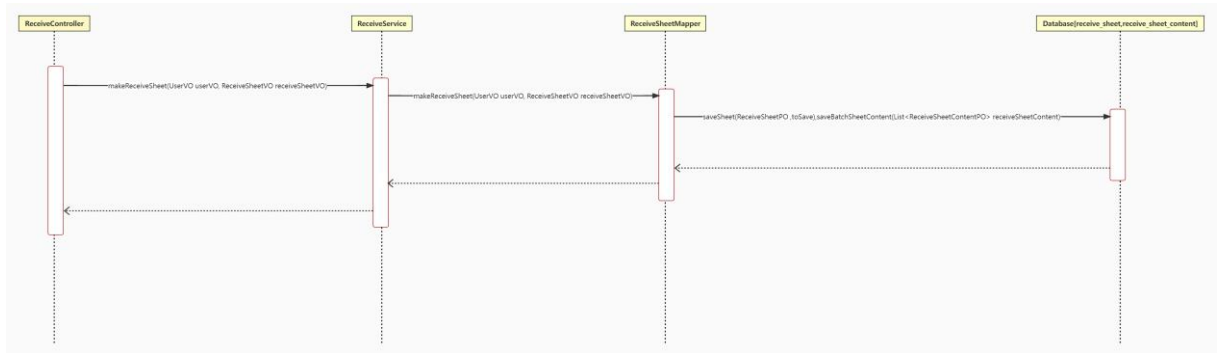 ReceiveController
ReceiveService
ReceiveSheetMapper
Database[receive_sheet,receive_sheet_content]
makeReceiveSheet(UserVO userVO, ReceiveSheetVO receiveSheetVO)
makeReceiveSheet(UserVO userVO, ReceiveSheetVO receiveSheetVO)
saveSheet(ReceiveSheetPO ,toSave),saveBatchSheetContent(List<ReceiveSheetContentPO> receiveSheetContent)